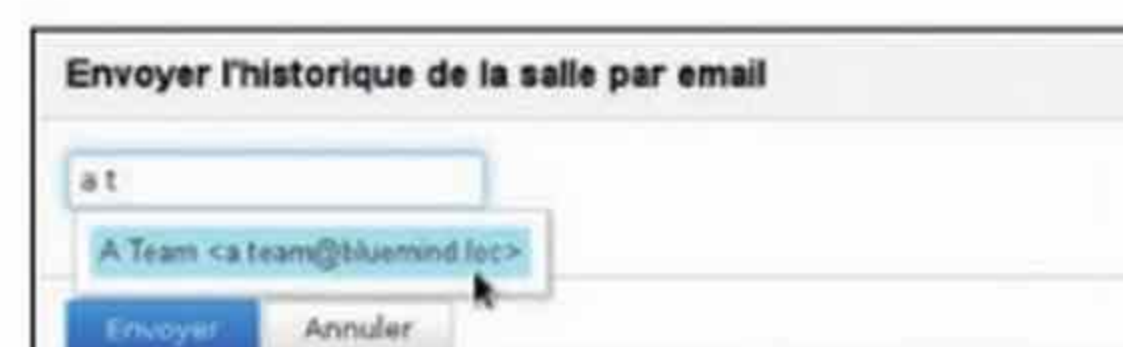 Envoyer l'historique de la salle par email
a t
A Team <a.team@bluemind.loc>
Envoyer Annuler